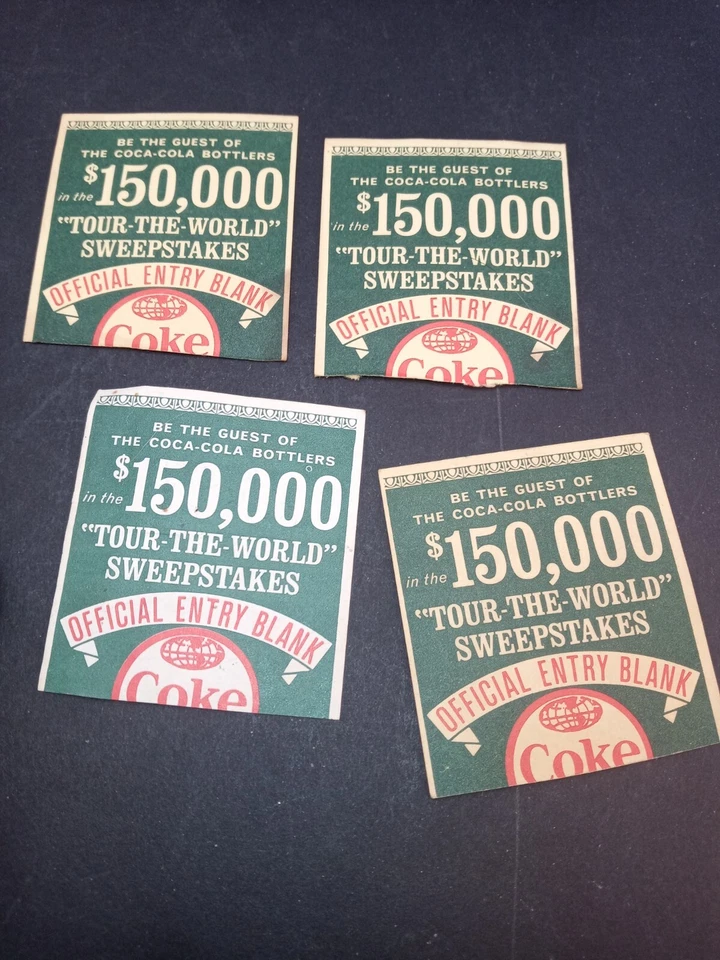 BE THE GUEST OF
THE COCA-COLA BOTTLERS
in the $150,000
“TOUR-THE-WORLD”
SWEEPSTAKES
OFFICIAL ENTRY BLANK
Coke
BE THE GUEST OF
THE COCA-COLA BOTTLERS
in the $150,000
“TOUR-THE-WORLD”
SWEEPSTAKES
OFFICIAL ENTRY BLANK
Coke
BE THE GUEST OF
THE COCA-COLA BOTTLERS
in the $150,000
“TOUR-THE-WORLD”
SWEEPSTAKES
OFFICIAL ENTRY BLANK
Coke
BE THE GUEST OF
THE COCA-COLA BOTTLERS
in the $150,000
“TOUR-THE-WORLD”
SWEEPSTAKES
OFFICIAL ENTRY BLANK
Coke